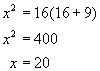 x² = 16(16 + 9)
x² = 400
x = 20